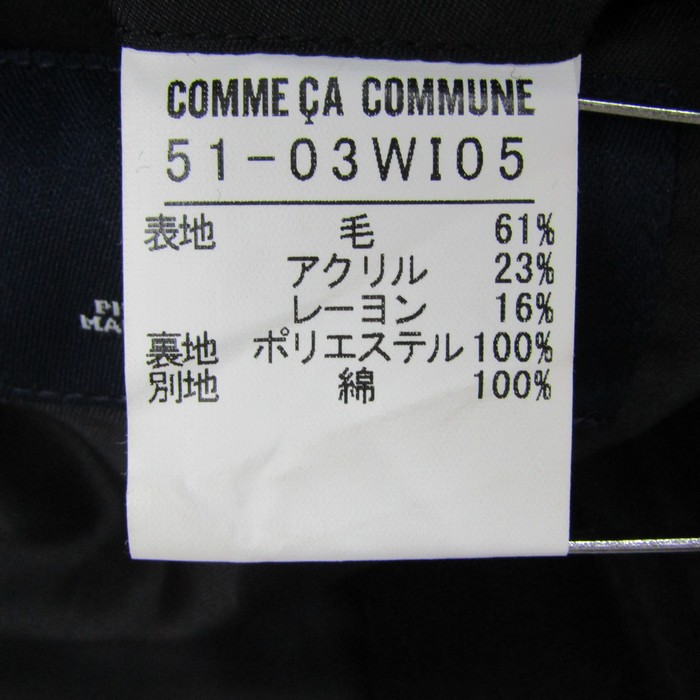 COMME ÇA COMMUNE
51-03WI05
表地 毛 61%
アクリル 23%
レーヨン 16%
裏地 ポリエステル 100%
別地 綿 100%